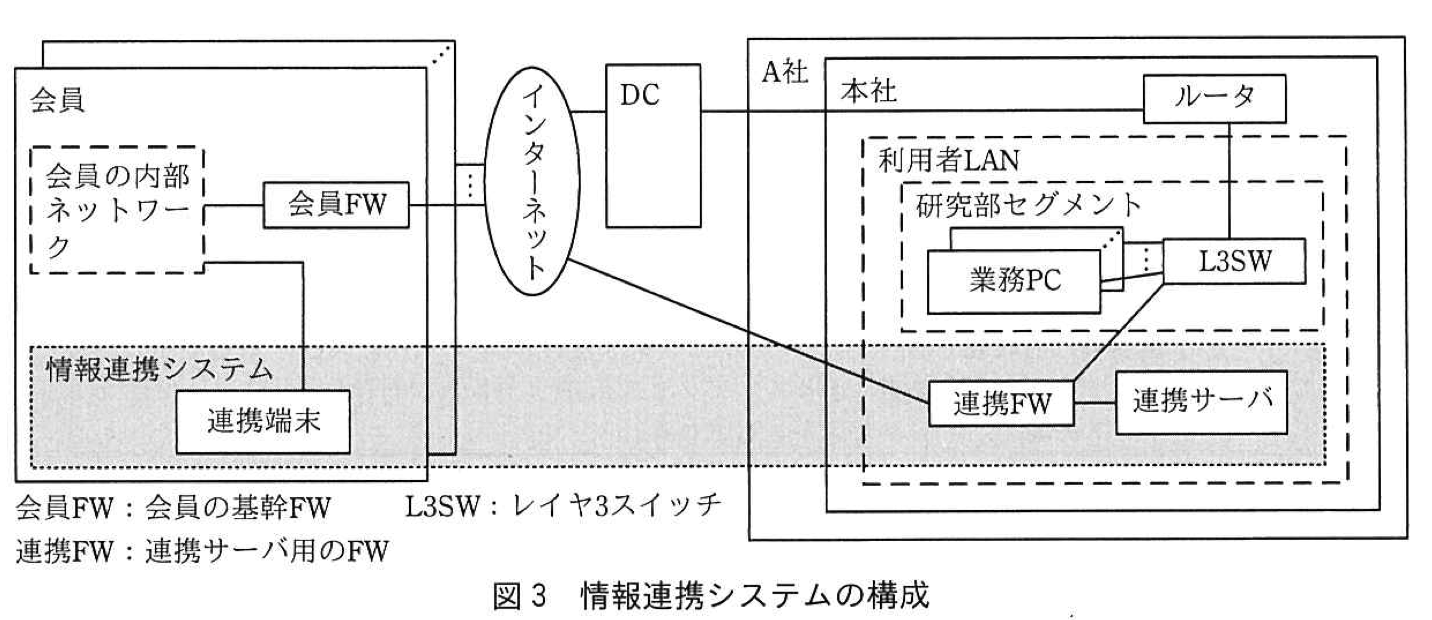 会員
会員の内部
ネットワー
ク
会員FW
インターネット
DC
A社
本社
ルータ
利用者LAN
研究部セグメント
業務PC
L3SW
情報連携システム
連携端末
連携FW
連携サーバ
会員FW：会員の基幹FW
L3SW：レイヤ3スイッチ
連携FW：連携サーバ用のFW
図3　情報連携システムの構成